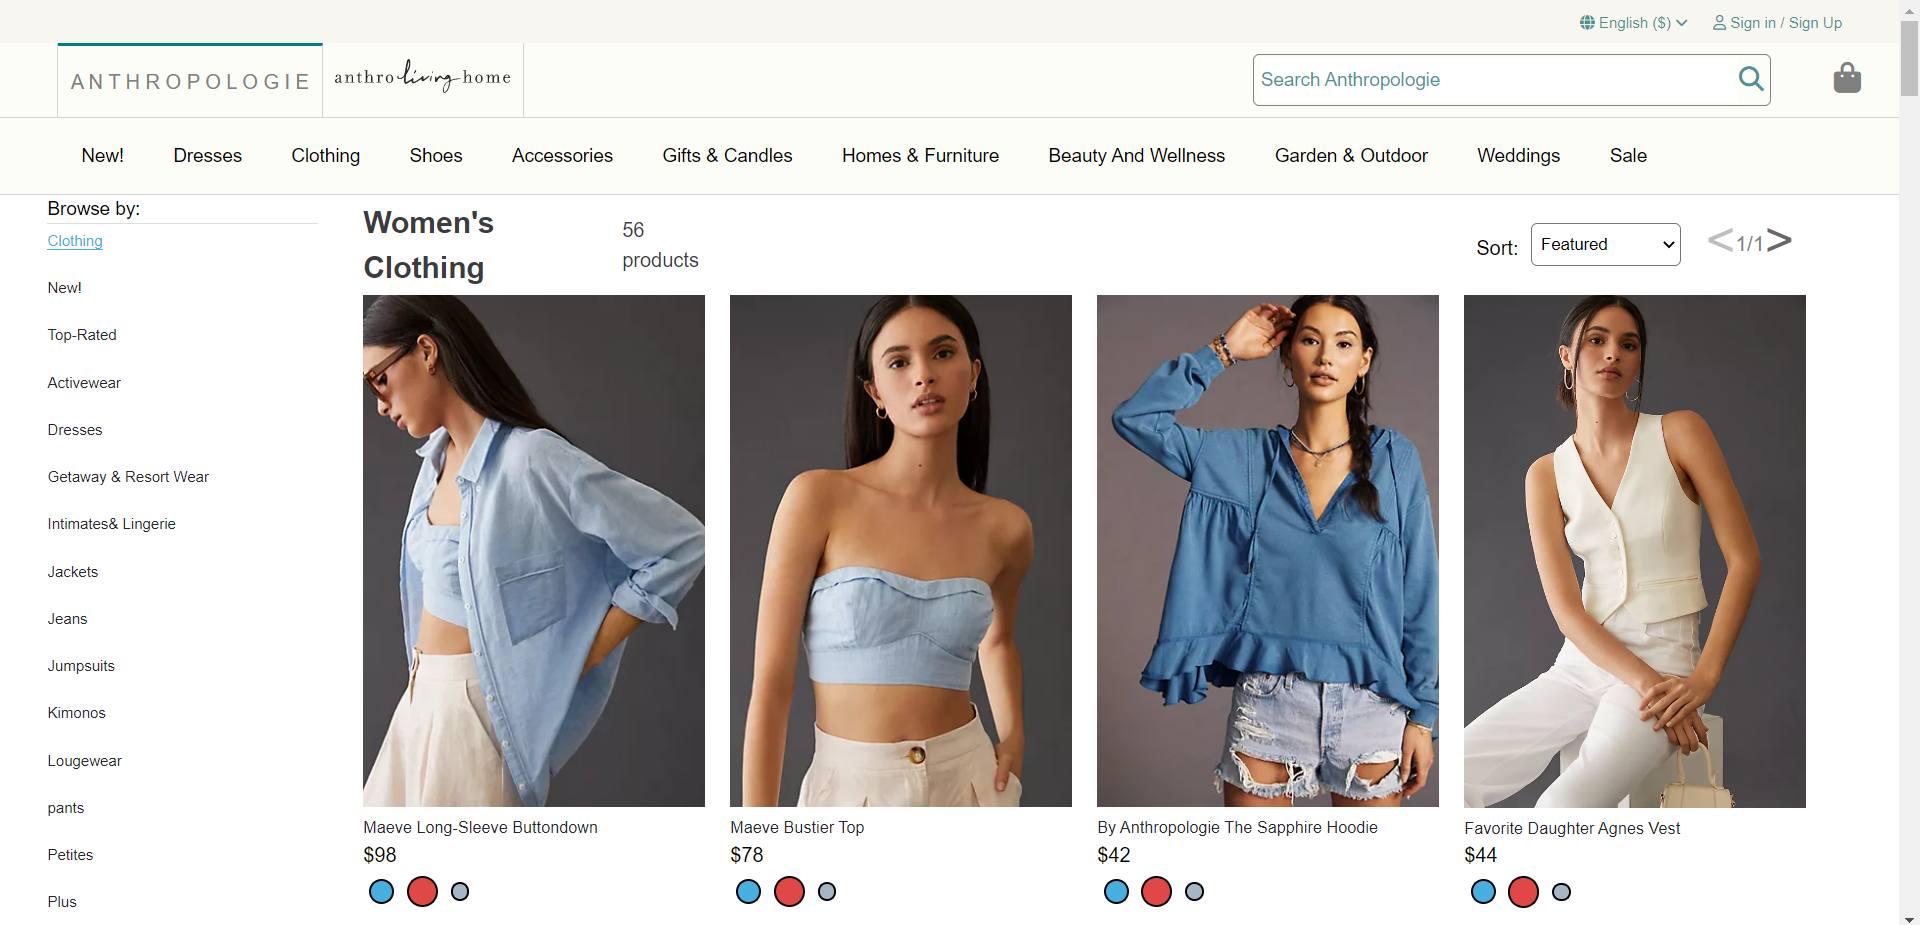 English ($)
Sign in / Sign Up
ANTHROPOLOGIE
anthro living home
Search Anthropologie
New!
Dresses
Clothing
Shoes
Accessories
Gifts & Candles
Homes & Furniture
Beauty And Wellness
Garden & Outdoor
Weddings
Sale
Browse by:
Clothing
New!
Top-Rated
Activewear
Dresses
Getaway & Resort Wear
Intimates& Lingerie
Jackets
Jeans
Jumpsuits
Kimonos
Lougewear
pants
Petites
Plus
Women's
Clothing
56
products
Sort:
Featured
<1/1>
Maeve Long-Sleeve Buttondown
$98
Maeve Bustier Top
$78
By Anthropologie The Sapphire Hoodie
$42
Favorite Daughter Agnes Vest
$44